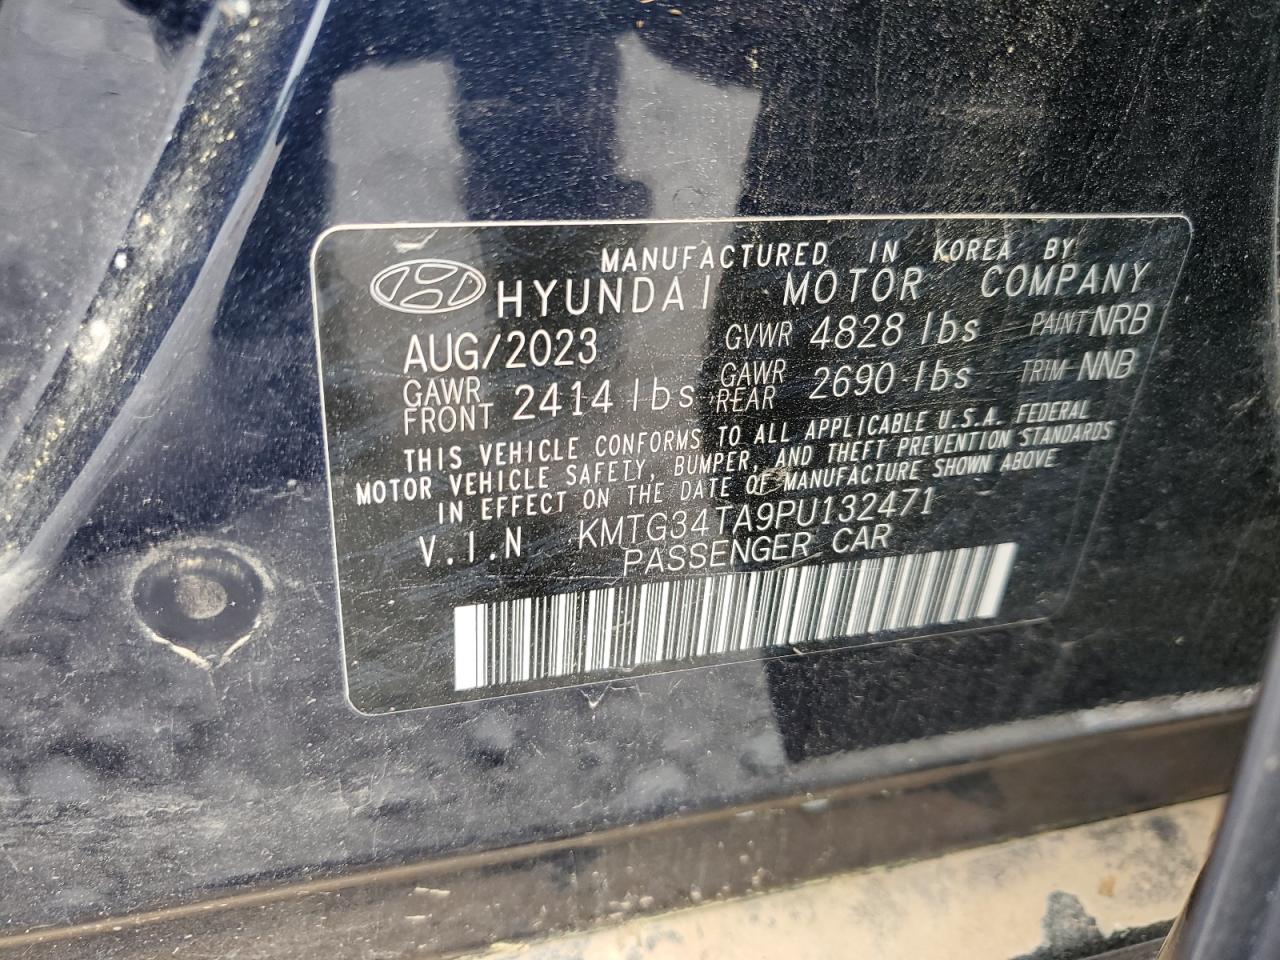 MANUFACTURED IN KOREA BY
HYUNDAI MOTOR COMPANY
AUG/2023 GVWR 4828 lbs PAINT NRB
GAWR FRONT 2414 lbs GAWR REAR 2690 lbs TRIM NNB
THIS VEHICLE CONFORMS TO ALL APPLICABLE U.S.A. FEDERAL
MOTOR VEHICLE SAFETY, BUMPER, AND THEFT PREVENTION STANDARDS
IN EFFECT ON THE DATE OF MANUFACTURE SHOWN ABOVE
V.I.N KMTG34TA9PU132471
PASSENGER CAR